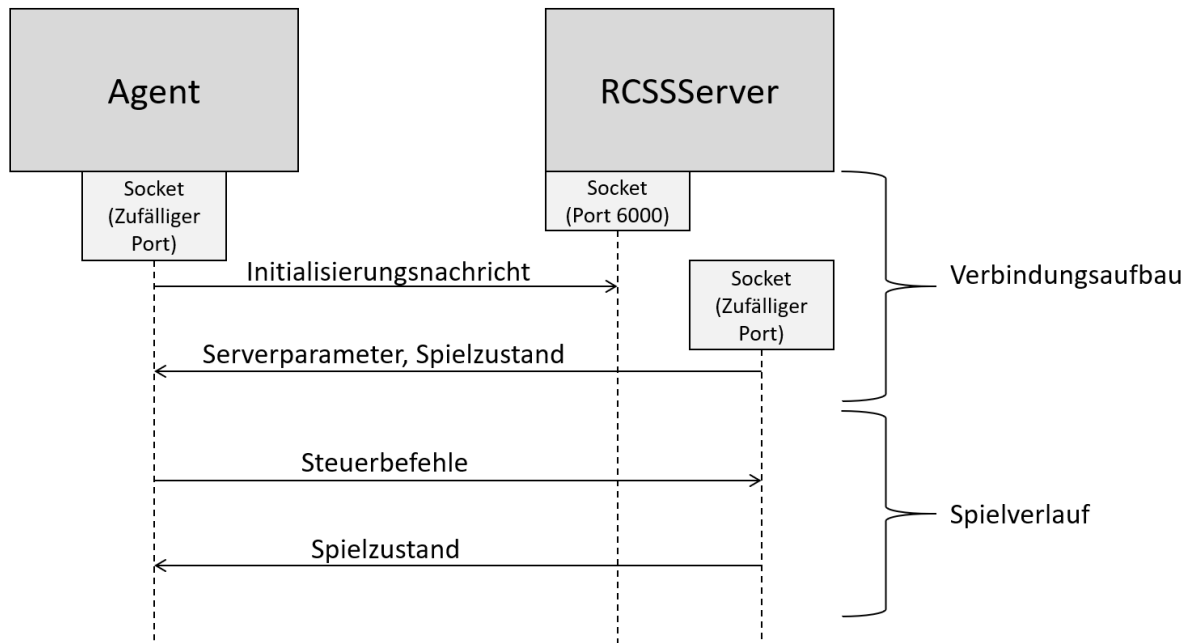 Agent
RCSSServer
Socket
(Zufälliger
Port)
Socket
(Port 6000)
Initialisierungsnachricht
Socket
(Zufälliger
Port)
Verbindungsaufbau
Serverparameter, Spielzustand
Steuerbefehle
Spielverlauf
Spielzustand